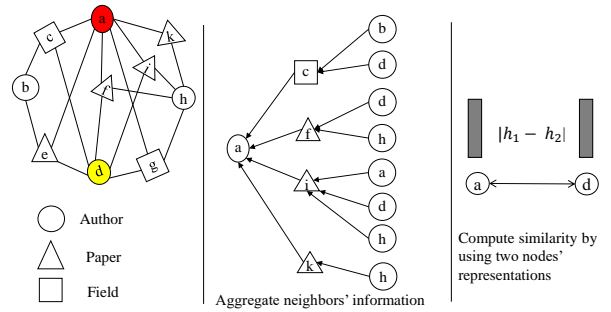 a
c
k
i
f
b
h
e
d
g
Author
Paper
Field
b
c
d
d
f
h
a
a
i
d
h
k
h
Aggregate neighbors' information
|h₁ − h₂|
a
d
Compute similarity by
using two nodes'
representations